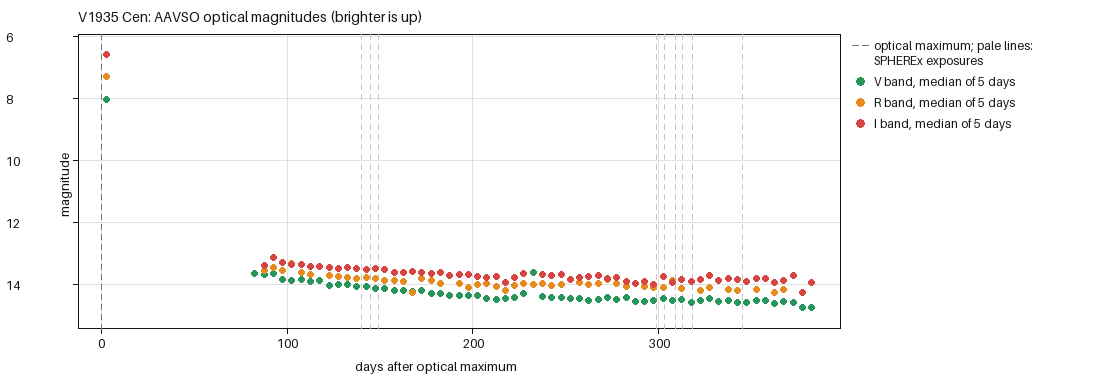 V1935 Cen: AAVSO optical magnitudes (brighter is up)
6
8
10
12
14
magnitude
0
100
200
300
days after optical maximum
optical maximum; pale lines:
SPHEREx exposures
V band, median of 5 days
R band, median of 5 days
I band, median of 5 days